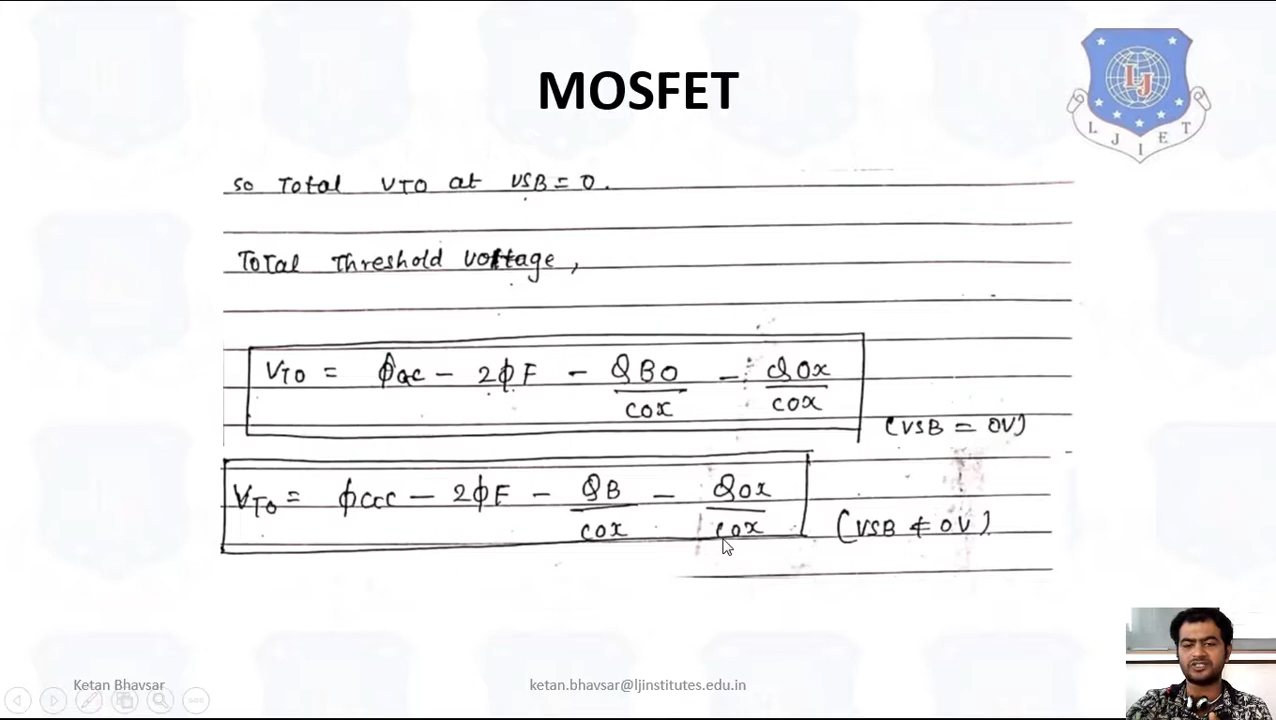 MOSFET
LJ
L J I E T
so Total VTO at VSB = 0.
Total Threshold voltage,
VTO = φGC - 2φF - QBO/cox - QOx/cox
(VSB = 0V)
VTO = φGC - 2φF - QB/cox - Qox/cox
(VSB ≠ 0V)
Ketan Bhavsar
ketan.bhavsar@ljinstitutes.edu.in